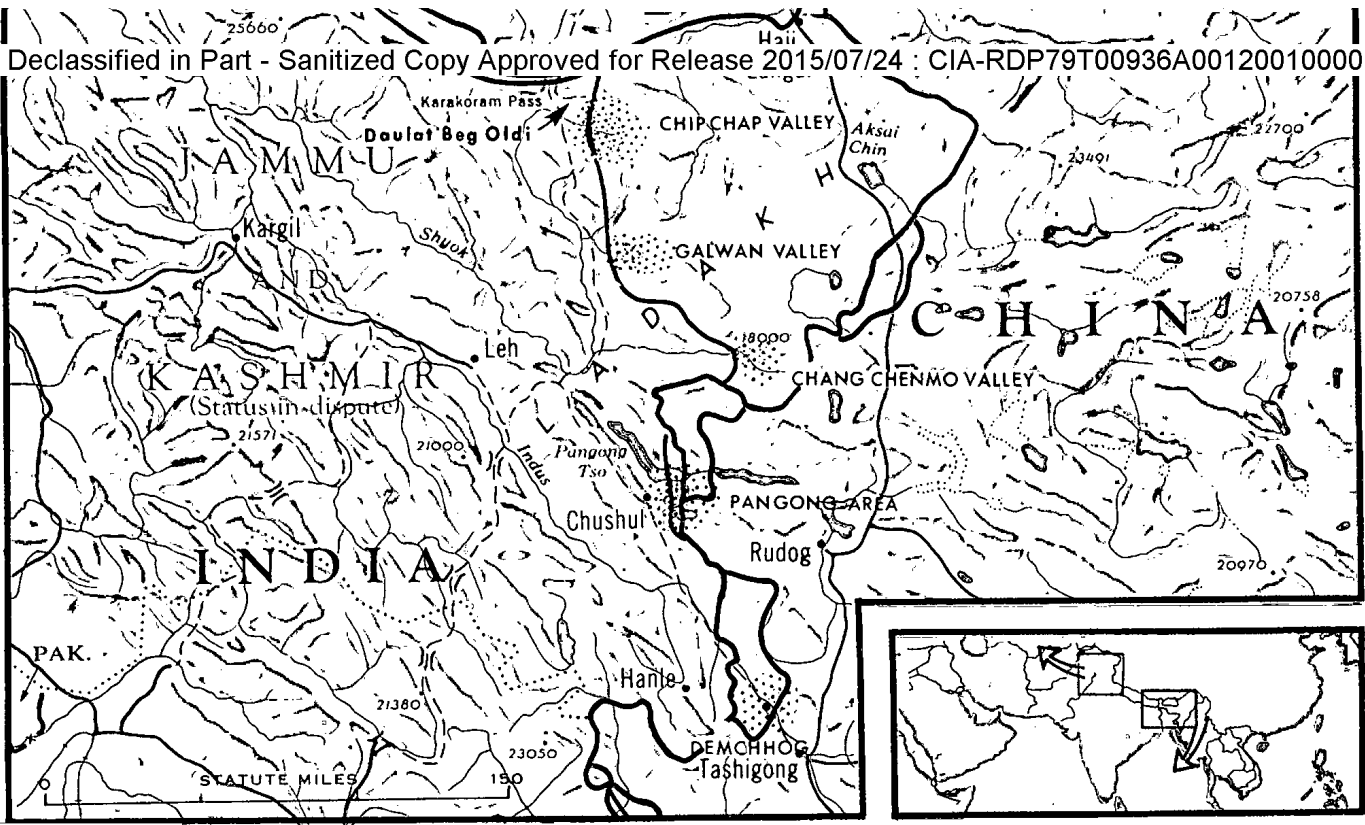 25660
Declassified in Part - Sanitized Copy Approved for Release 2015/07/24 : CIA-RDP79T00936A00120010000
Karakoram Pass
Daulat Beg Oldi
CHIPCHAP VALLEY
Aksai
Chin
22700
23491
JAMMU
Kargil
Shyok
GALWAN VALLEY
AND
LADAKH
CHINA
20758
18000
Leh
KASHMIR
(Status in dispute)
CHANG CHENMO VALLEY
21571
21000
Indus
Pangong
Tso
PANGONG AREA
Chushul
Rudog
INDIA
20970
PAK.
Hanle
21380
23050
DEMCHHOG
Tashigong
STATUTE MILES
0 150